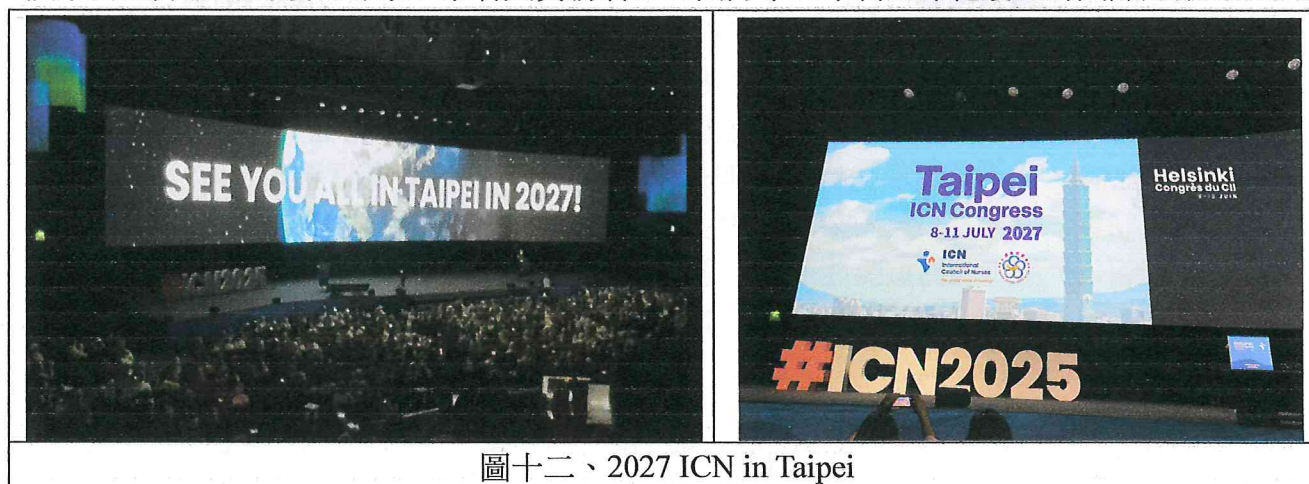 SEE YOU ALL IN TAIPEI IN 2027!
Taipei
ICN Congress
8-11 JULY 2027
ICN
International
Council of Nurses
Helsinki
Congrès du CII
#ICN2025
圖十二、2027 ICN in Taipei